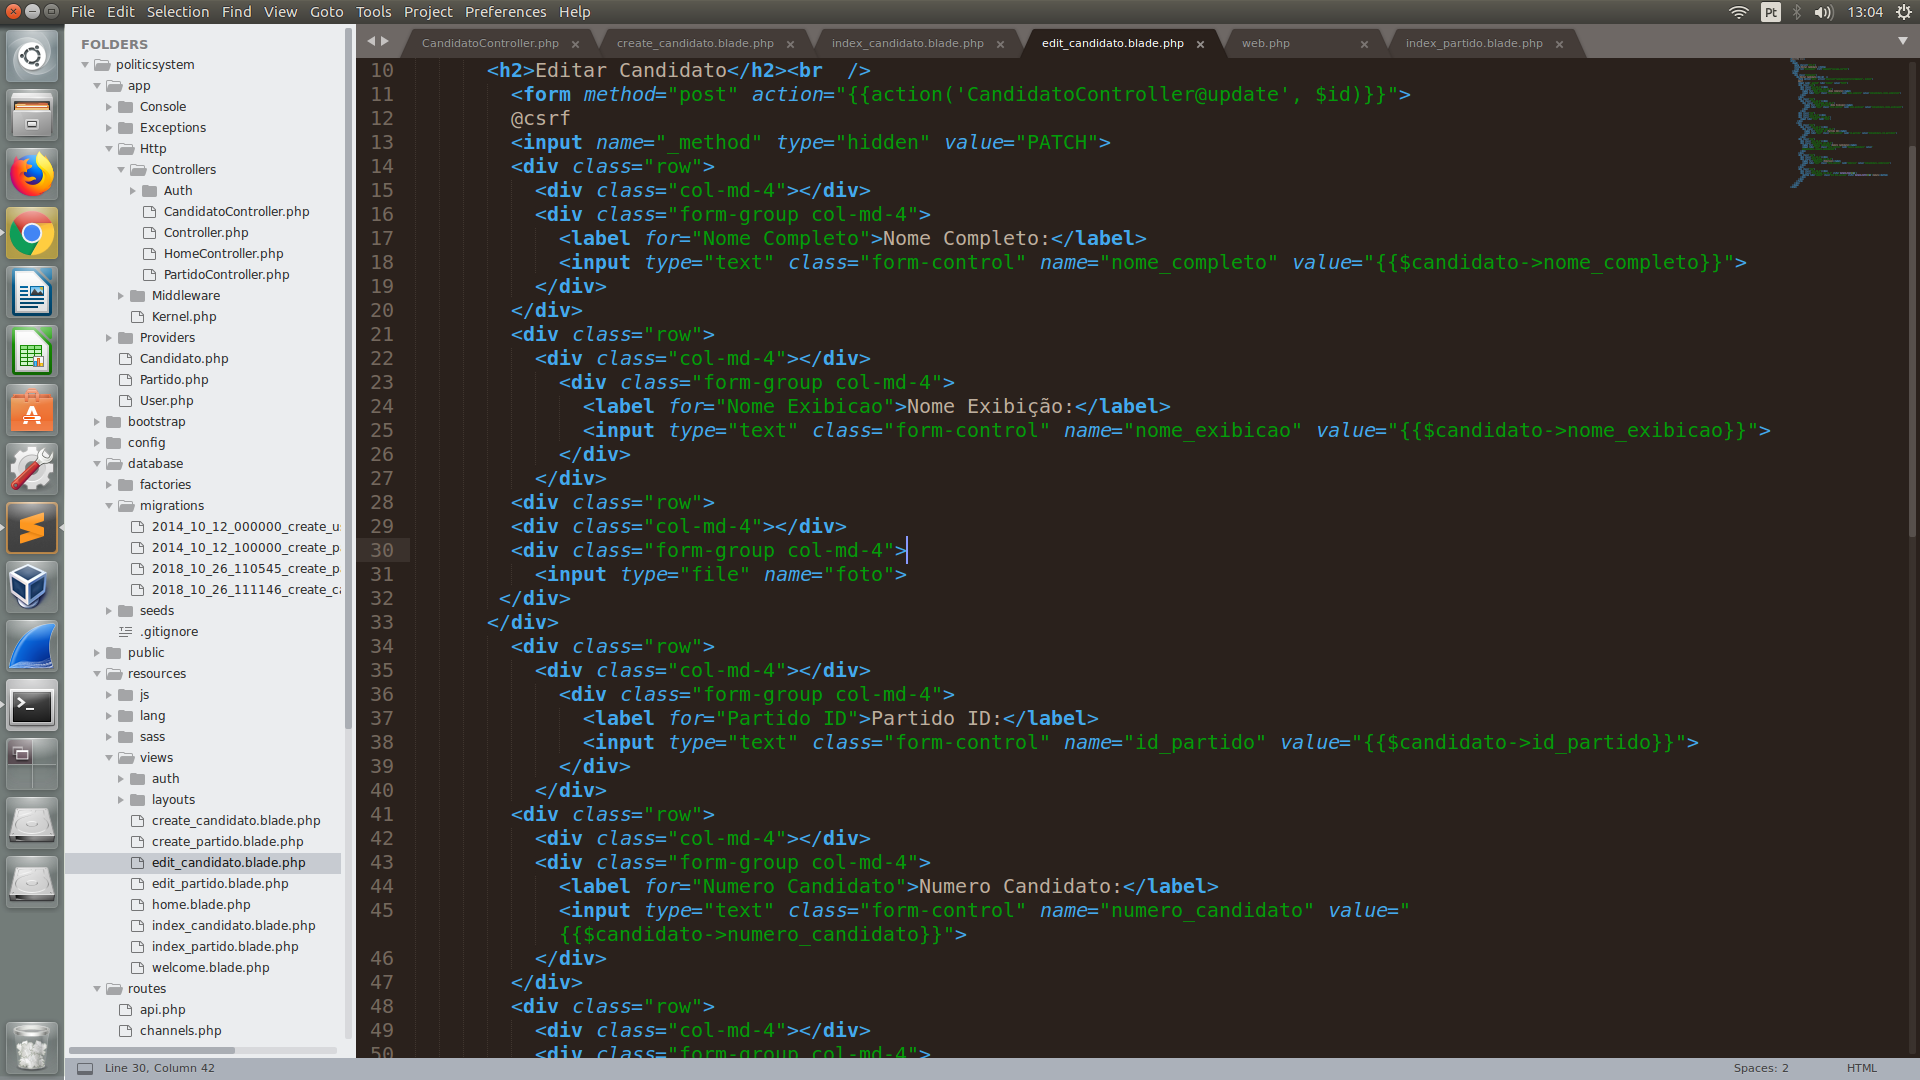 File Edit Selection Find View Goto Tools Project Preferences Help
Pt 13:04
FOLDERS
politicsystem
app
Console
Exceptions
Http
Controllers
Auth
CandidatoController.php
Controller.php
HomeController.php
PartidoController.php
Middleware
Kernel.php
Providers
Candidato.php
Partido.php
User.php
bootstrap
config
database
factories
migrations
2014_10_12_000000_create_u
2014_10_12_100000_create_p
2018_10_26_110545_create_p
2018_10_26_111146_create_c
seeds
.gitignore
public
resources
js
lang
sass
views
auth
layouts
create_candidato.blade.php
create_partido.blade.php
edit_candidato.blade.php
edit_partido.blade.php
home.blade.php
index_candidato.blade.php
index_partido.blade.php
welcome.blade.php
routes
api.php
channels.php
CandidatoController.php × create_candidato.blade.php × index_candidato.blade.php × edit_candidato.blade.php × web.php × index_partido.blade.php ×
10 <h2>Editar Candidato</h2><br  />
11 <form method="post" action="{{action('CandidatoController@update', $id)}}">
12 @csrf
13 <input name="_method" type="hidden" value="PATCH">
14 <div class="row">
15 <div class="col-md-4"></div>
16 <div class="form-group col-md-4">
17 <label for="Nome Completo">Nome Completo:</label>
18 <input type="text" class="form-control" name="nome_completo" value="{{$candidato->nome_completo}}">
19 </div>
20 </div>
21 <div class="row">
22 <div class="col-md-4"></div>
23 <div class="form-group col-md-4">
24 <label for="Nome Exibicao">Nome Exibição:</label>
25 <input type="text" class="form-control" name="nome_exibicao" value="{{$candidato->nome_exibicao}}">
26 </div>
27 </div>
28 <div class="row">
29 <div class="col-md-4"></div>
30 <div class="form-group col-md-4">
31 <input type="file" name="foto">
32 </div>
33 </div>
34 <div class="row">
35 <div class="col-md-4"></div>
36 <div class="form-group col-md-4">
37 <label for="Partido ID">Partido ID:</label>
38 <input type="text" class="form-control" name="id_partido" value="{{$candidato->id_partido}}">
39 </div>
40 </div>
41 <div class="row">
42 <div class="col-md-4"></div>
43 <div class="form-group col-md-4">
44 <label for="Numero Candidato">Numero Candidato:</label>
45 <input type="text" class="form-control" name="numero_candidato" value="
{{$candidato->numero_candidato}}">
46 </div>
47 </div>
48 <div class="row">
49 <div class="col-md-4"></div>
50 <div class="form-group col-md-4">
Line 30, Column 42
Spaces: 2 HTML